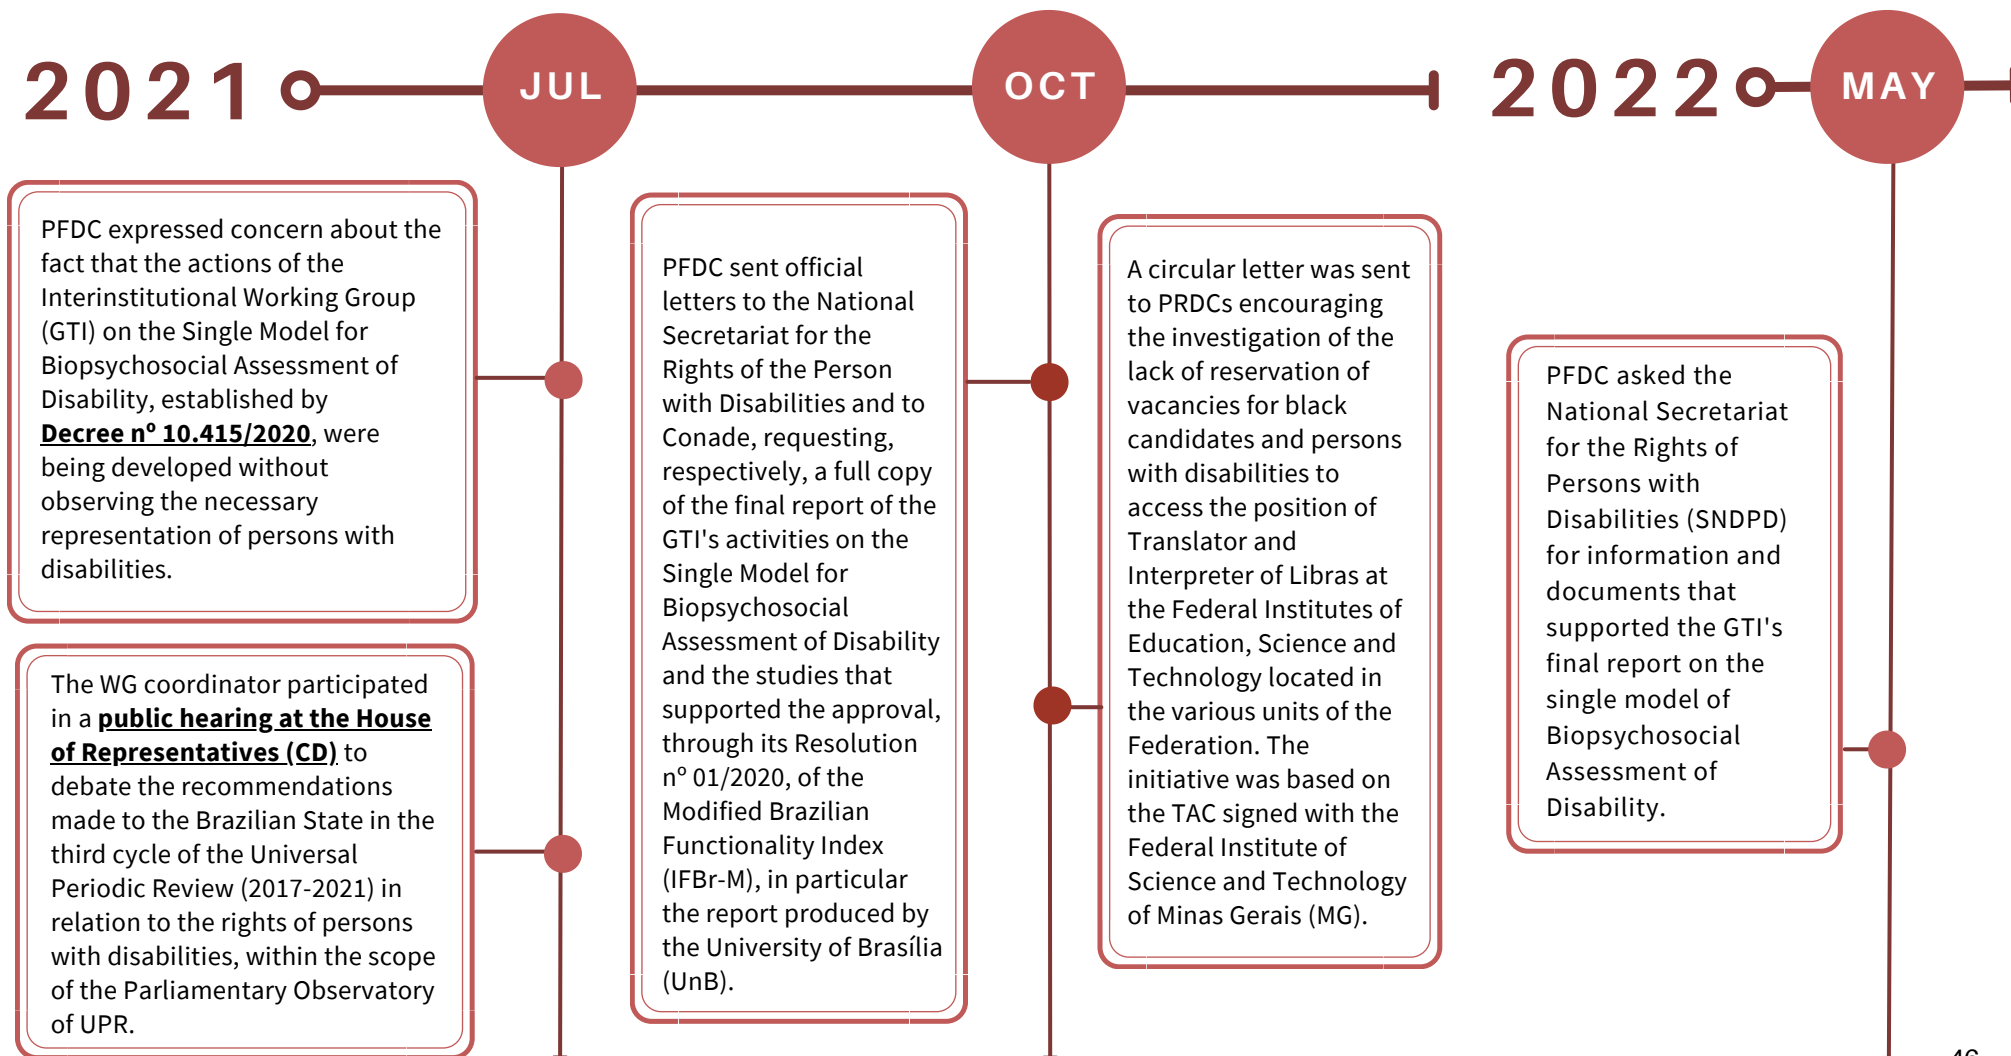 2021
JUL
OCT
2022
MAY
PFDC expressed concern about the
fact that the actions of the
Interinstitutional Working Group
(GTI) on the Single Model for
Biopsychosocial Assessment of
Disability, established by
Decree nº 10.415/2020, were
being developed without
observing the necessary
representation of persons with
disabilities.
The WG coordinator participated
in a public hearing at the House
of Representatives (CD) to
debate the recommendations
made to the Brazilian State in the
third cycle of the Universal
Periodic Review (2017-2021) in
relation to the rights of persons
with disabilities, within the scope
of the Parliamentary Observatory
of UPR.
PFDC sent official
letters to the National
Secretariat for the
Rights of the Person
with Disabilities and to
Conade, requesting,
respectively, a full copy
of the final report of the
GTI's activities on the
Single Model for
Biopsychosocial
Assessment of Disability
and the studies that
supported the approval,
through its Resolution
nº 01/2020, of the
Modified Brazilian
Functionality Index
(IFBr-M), in particular
the report produced by
the University of Brasília
(UnB).
A circular letter was sent
to PRDCs encouraging
the investigation of the
lack of reservation of
vacancies for black
candidates and persons
with disabilities to
access the position of
Translator and
Interpreter of Libras at
the Federal Institutes of
Education, Science and
Technology located in
the various units of the
Federation. The
initiative was based on
the TAC signed with the
Federal Institute of
Science and Technology
of Minas Gerais (MG).
PFDC asked the
National Secretariat
for the Rights of
Persons with
Disabilities (SNDPD)
for information and
documents that
supported the GTI's
final report on the
single model of
Biopsychosocial
Assessment of
Disability.